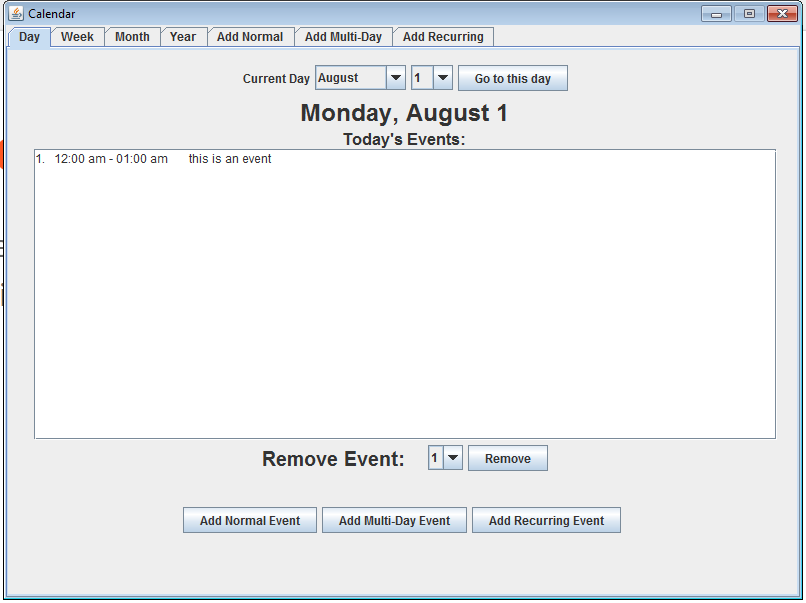 Calendar
Day Week Month Year Add Normal Add Multi-Day Add Recurring
Current Day August 1 Go to this day
Monday, August 1
Today's Events:
1. 12:00 am - 01:00 am this is an event
Remove Event: 1 Remove
Add Normal Event Add Multi-Day Event Add Recurring Event